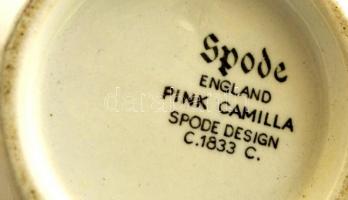 Spode
ENGLAND
PINK CAMILLA
SPODE DESIGN
C.1833 C.